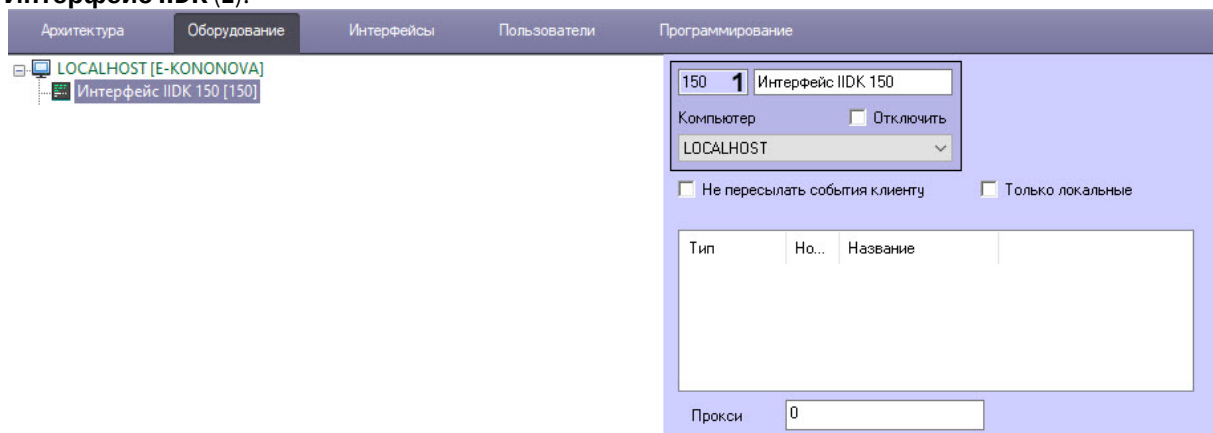 Интерфейс IIDK (1).
Архитектура Оборудование Интерфейсы Пользователи Программирование
LOCALHOST [E-KONONOVA]
Интерфейс IIDK 150 [150]
150 1 Интерфейс IIDK 150
Компьютер Отключить
LOCALHOST
Не пересылать события клиенту Только локальные
Тип Но... Название
Прокси 0